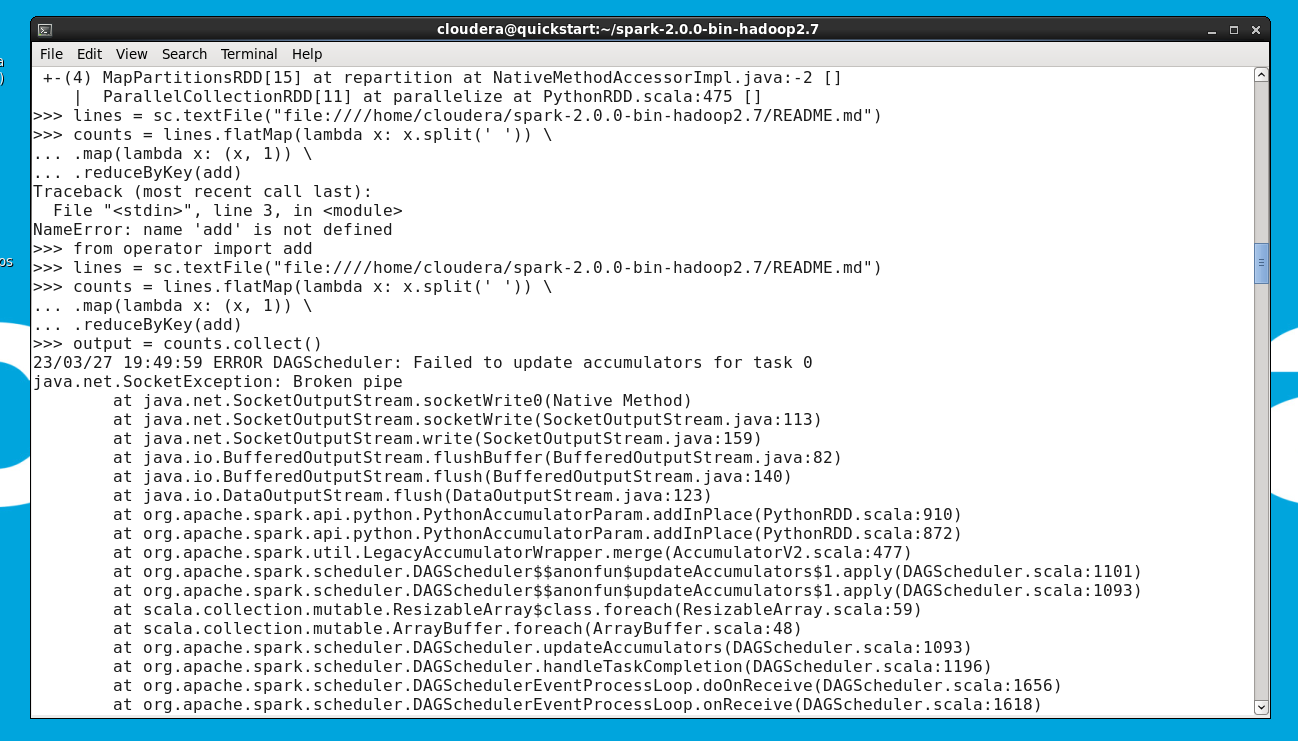 cloudera@quickstart:~/spark-2.0.0-bin-hadoop2.7
File Edit View Search Terminal Help
 +-(4) MapPartitionsRDD[15] at repartition at NativeMethodAccessorImpl.java:-2 []
    |  ParallelCollectionRDD[11] at parallelize at PythonRDD.scala:475 []
>>> lines = sc.textFile("file:////home/cloudera/spark-2.0.0-bin-hadoop2.7/README.md")
>>> counts = lines.flatMap(lambda x: x.split(' ')) \
... .map(lambda x: (x, 1)) \
... .reduceByKey(add)
Traceback (most recent call last):
  File "<stdin>", line 3, in <module>
NameError: name 'add' is not defined
>>> from operator import add
>>> lines = sc.textFile("file:////home/cloudera/spark-2.0.0-bin-hadoop2.7/README.md")
>>> counts = lines.flatMap(lambda x: x.split(' ')) \
... .map(lambda x: (x, 1)) \
... .reduceByKey(add)
>>> output = counts.collect()
23/03/27 19:49:59 ERROR DAGScheduler: Failed to update accumulators for task 0
java.net.SocketException: Broken pipe
        at java.net.SocketOutputStream.socketWrite0(Native Method)
        at java.net.SocketOutputStream.socketWrite(SocketOutputStream.java:113)
        at java.net.SocketOutputStream.write(SocketOutputStream.java:159)
        at java.io.BufferedOutputStream.flushBuffer(BufferedOutputStream.java:82)
        at java.io.BufferedOutputStream.flush(BufferedOutputStream.java:140)
        at java.io.DataOutputStream.flush(DataOutputStream.java:123)
        at org.apache.spark.api.python.PythonAccumulatorParam.addInPlace(PythonRDD.scala:910)
        at org.apache.spark.api.python.PythonAccumulatorParam.addInPlace(PythonRDD.scala:872)
        at org.apache.spark.util.LegacyAccumulatorWrapper.merge(AccumulatorV2.scala:477)
        at org.apache.spark.scheduler.DAGScheduler$$anonfun$updateAccumulators$1.apply(DAGScheduler.scala:1101)
        at org.apache.spark.scheduler.DAGScheduler$$anonfun$updateAccumulators$1.apply(DAGScheduler.scala:1093)
        at scala.collection.mutable.ResizableArray$class.foreach(ResizableArray.scala:59)
        at scala.collection.mutable.ArrayBuffer.foreach(ArrayBuffer.scala:48)
        at org.apache.spark.scheduler.DAGScheduler.updateAccumulators(DAGScheduler.scala:1093)
        at org.apache.spark.scheduler.DAGScheduler.handleTaskCompletion(DAGScheduler.scala:1196)
        at org.apache.spark.scheduler.DAGSchedulerEventProcessLoop.doOnReceive(DAGScheduler.scala:1656)
        at org.apache.spark.scheduler.DAGSchedulerEventProcessLoop.onReceive(DAGScheduler.scala:1618)